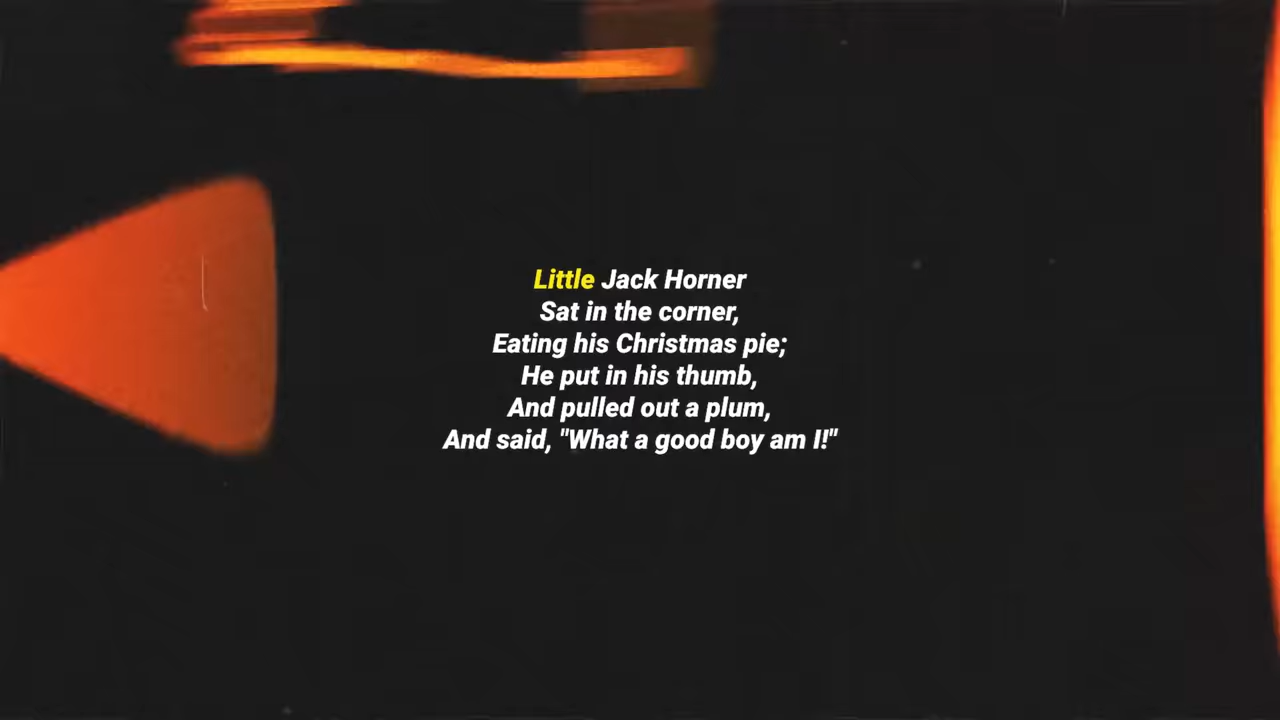 Little Jack Horner
Sat in the corner,
Eating his Christmas pie;
He put in his thumb,
And pulled out a plum,
And said, "What a good boy am I!"